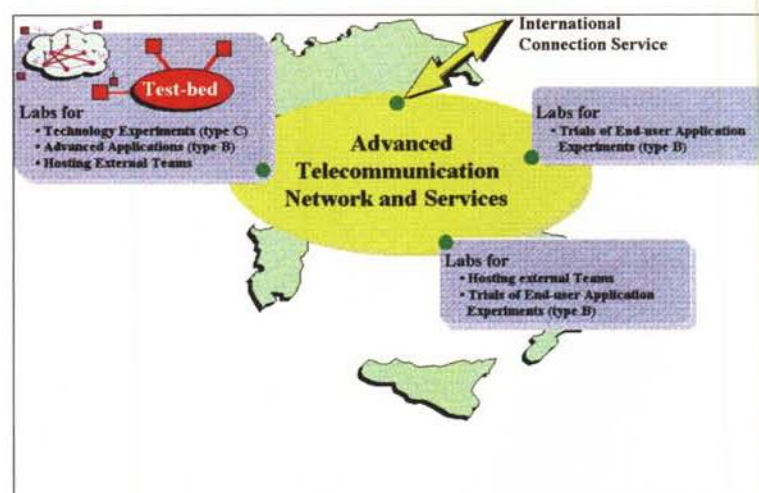 International
Connection Service
Test-bed
Labs for
• Technology Experiments (type C)
• Advanced Applications (type B)
• Hosting External Teams
Advanced
Telecommunication
Network and Services
Labs for
• Trials of End-user Application
Experiments (type B)
Labs for
• Hosting external Teams
• Trials of End-user Application
Experiments (type B)